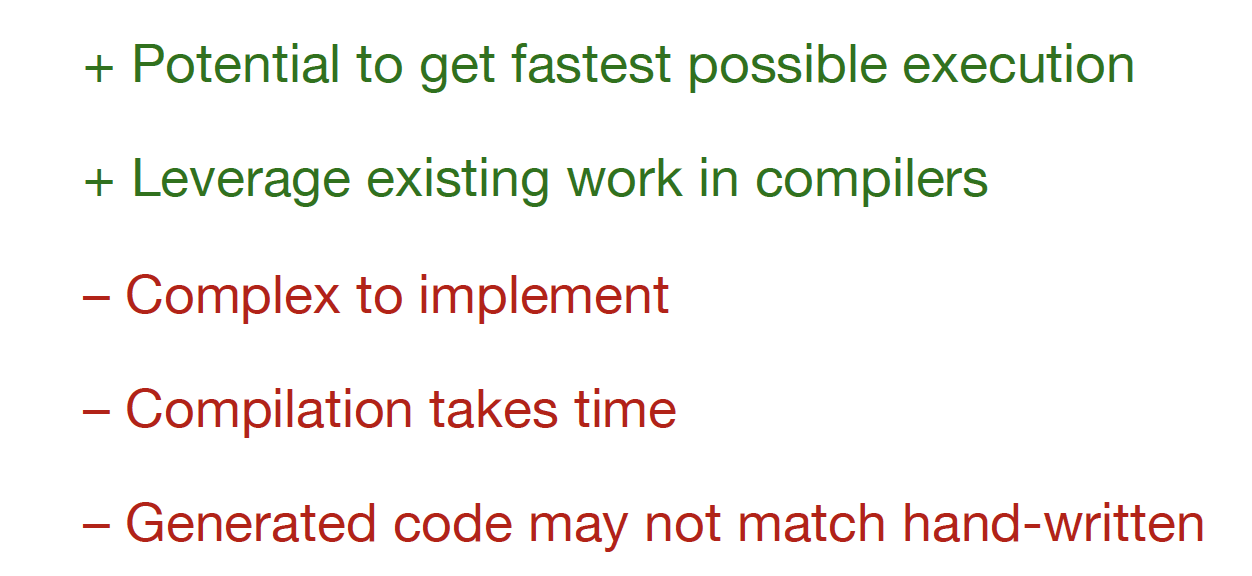 + Potential to get fastest possible execution
+ Leverage existing work in compilers
– Complex to implement
– Compilation takes time
– Generated code may not match hand-written